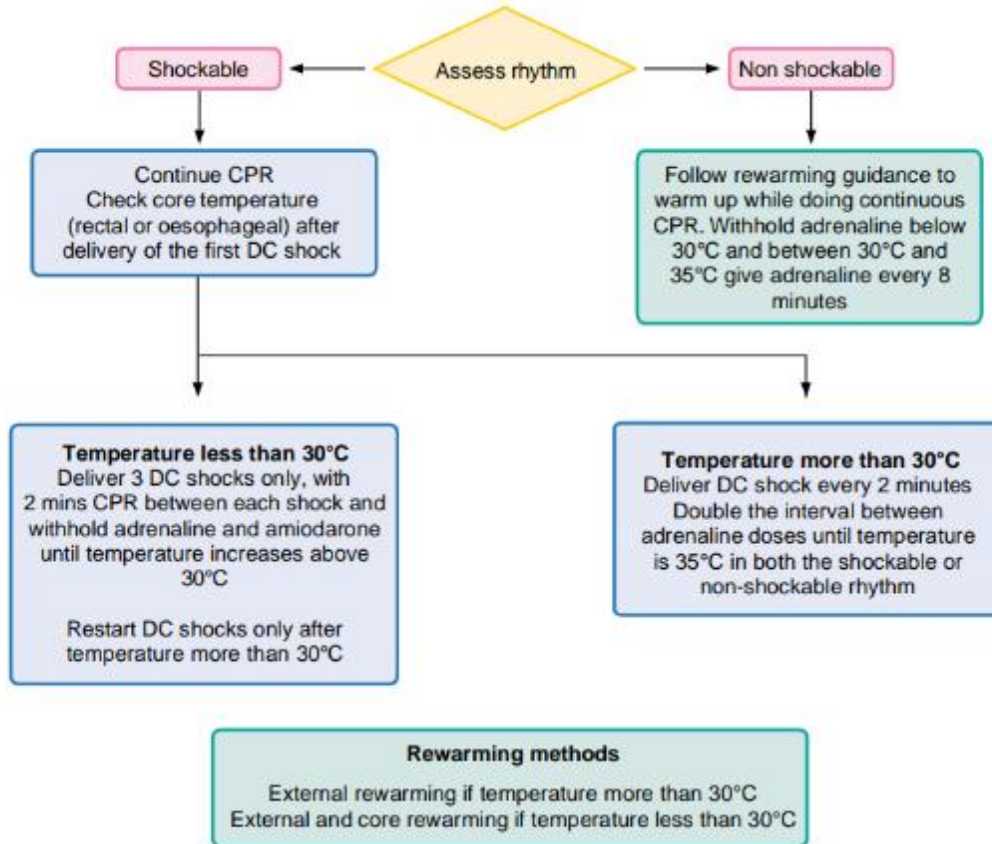 Assess rhythm
Shockable
Non shockable
Continue CPR
Check core temperature
(rectal or oesophageal) after
delivery of the first DC shock
Follow rewarming guidance to
warm up while doing continuous
CPR. Withhold adrenaline below
30°C and between 30°C and
35°C give adrenaline every 8
minutes
Temperature less than 30°C
Deliver 3 DC shocks only, with
2 mins CPR between each shock and
withhold adrenaline and amiodarone
until temperature increases above
30°C
Restart DC shocks only after
temperature more than 30°C
Temperature more than 30°C
Deliver DC shock every 2 minutes
Double the interval between
adrenaline doses until temperature
is 35°C in both the shockable or
non-shockable rhythm
Rewarming methods
External rewarming if temperature more than 30°C
External and core rewarming if temperature less than 30°C